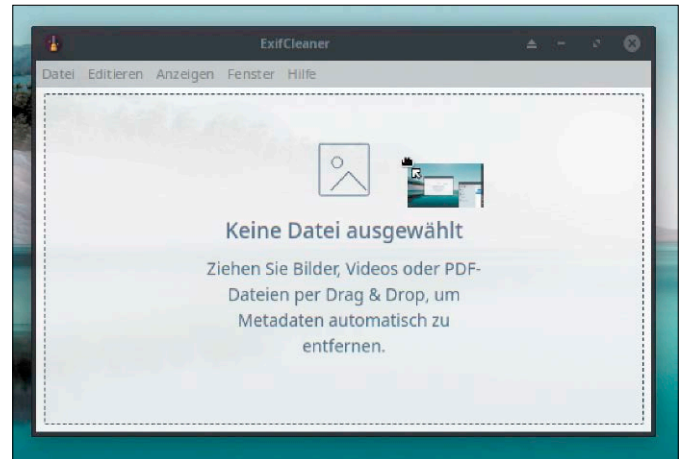 ExifCleaner
Datei Editieren Anzeigen Fenster Hilfe
Keine Datei ausgewählt
Ziehen Sie Bilder, Videos oder PDF-
Dateien per Drag & Drop, um
Metadaten automatisch zu
entfernen.